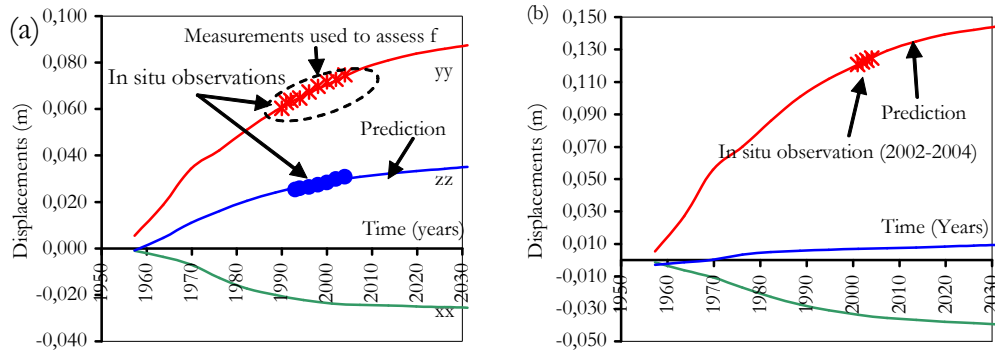 (a)
Displacements (m)
0,100
0,080
0,060
0,040
0,020
0,000
-0,020
-0,040
Measurements used to assess f
In situ observations
yy
Prediction
zz
Time (years)
xx
1950
1960
1970
1980
1990
2000
2010
2020
2030
(b)
Displacements (m)
0,150
0,130
0,110
0,090
0,070
0,050
0,030
0,010
-0,010
-0,030
-0,050
Prediction
In situ observation (2002-2004)
Time (Years)
1950
1960
1970
1980
1990
2000
2010
2020
2030